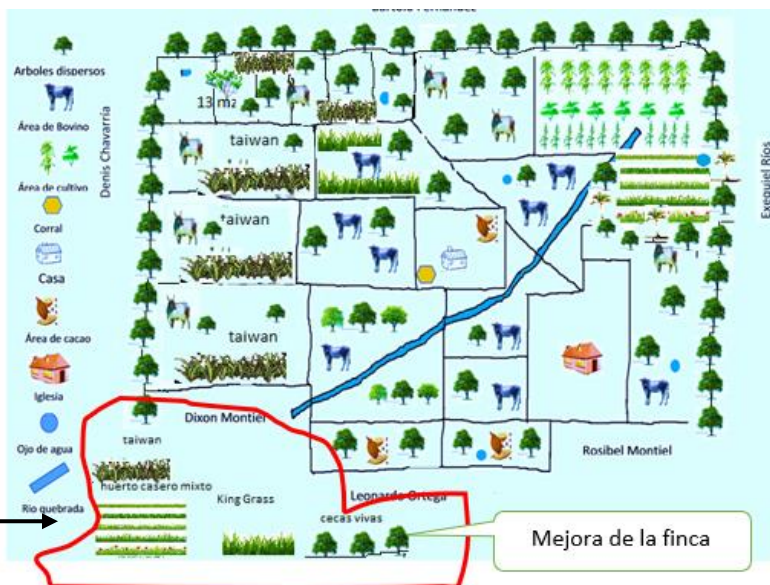 Arboles dispersos
Área de Bovino
Área de cultivo
Corral
Casa
Área de cacao
Iglesia
Ojo de agua
Río quebrada
Denis Chavarría
Exequiel Ríos
13 mz
taiwan
taiwan
taiwan
Dixon Montiel
Rosibel Montiel
Leonardo Ortega
taiwan
huerto casero mixto
King Grass
cecas vivas
Mejora de la finca